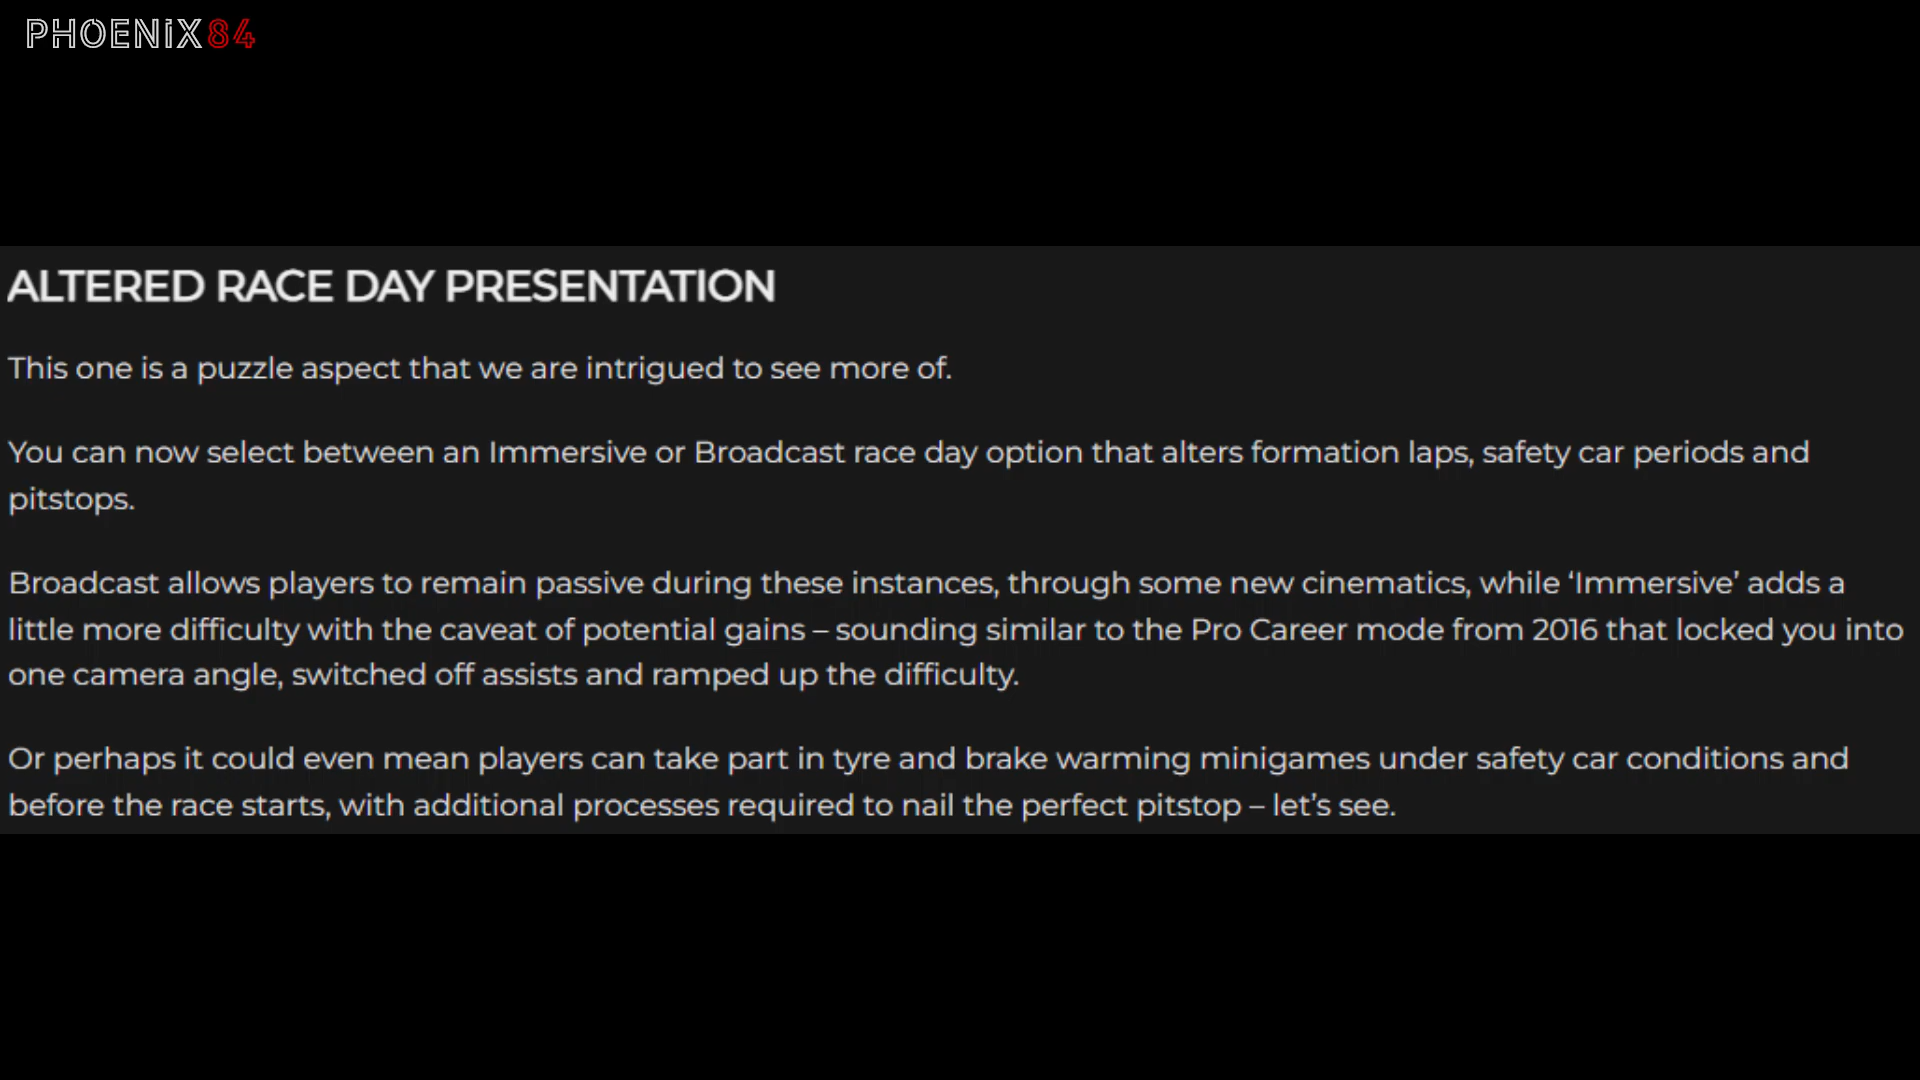 PHOENiX84
ALTERED RACE DAY PRESENTATION
This one is a puzzle aspect that we are intrigued to see more of.
You can now select between an Immersive or Broadcast race day option that alters formation laps, safety car periods and
pitstops.
Broadcast allows players to remain passive during these instances, through some new cinematics, while ‘Immersive’ adds a
little more difficulty with the caveat of potential gains – sounding similar to the Pro Career mode from 2016 that locked you into
one camera angle, switched off assists and ramped up the difficulty.
Or perhaps it could even mean players can take part in tyre and brake warming minigames under safety car conditions and
before the race starts, with additional processes required to nail the perfect pitstop – let’s see.